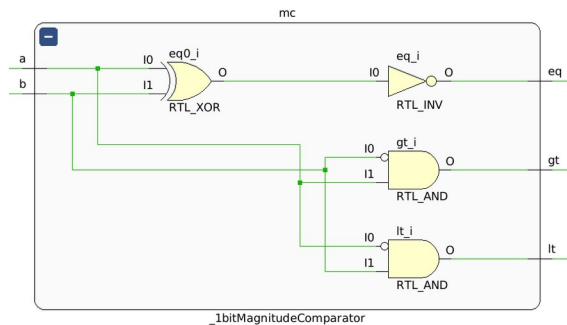 mc
a
b
I0
I1
eq0_i
O
RTL_XOR
I0
eq_i
O
RTL_INV
eq
I0
I1
gt_i
O
RTL_AND
gt
I0
I1
lt_i
O
RTL_AND
lt
_1bitMagnitudeComparator